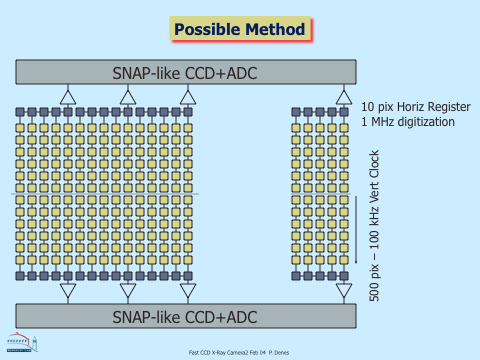 Possible Method
SNAP-like CCD+ADC
10 pix Horiz Register
1 MHz digitization
500 pix – 100 kHz Vert Clock
SNAP-like CCD+ADC
Fast CCD X-Ray Camera2 Feb 04 P. Denes